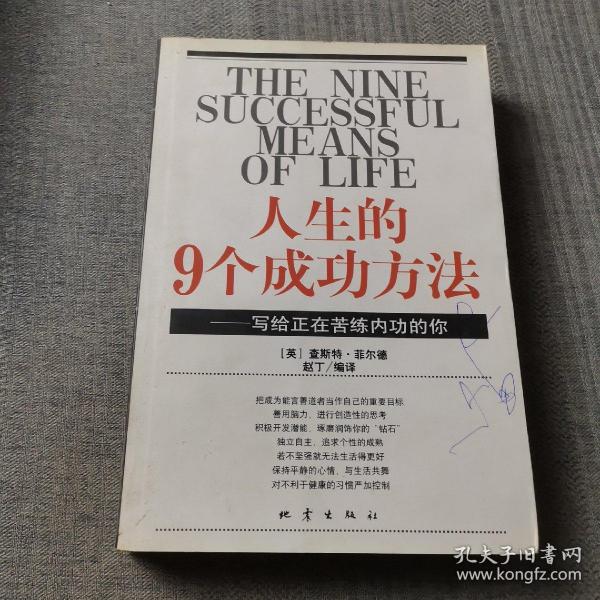 THE NINE
SUCCESSFUL
MEANS
OF LIFE
人生的
9个成功方法
——写给正在苦练内功的你
［英］查斯特·菲尔德
赵丁/编译
把成为能言善道者当作自己的重要目标
善用脑力，进行创造性的思考
积极开发潜能，琢磨润饰你的“钻石”
独立自主，追求个性的成熟
若不坚强就无法生活得更好
保持平静的心情，与生活共舞
对不利于健康的习惯严加控制
地震出版社
孔夫子旧书网
www.kongfz.com